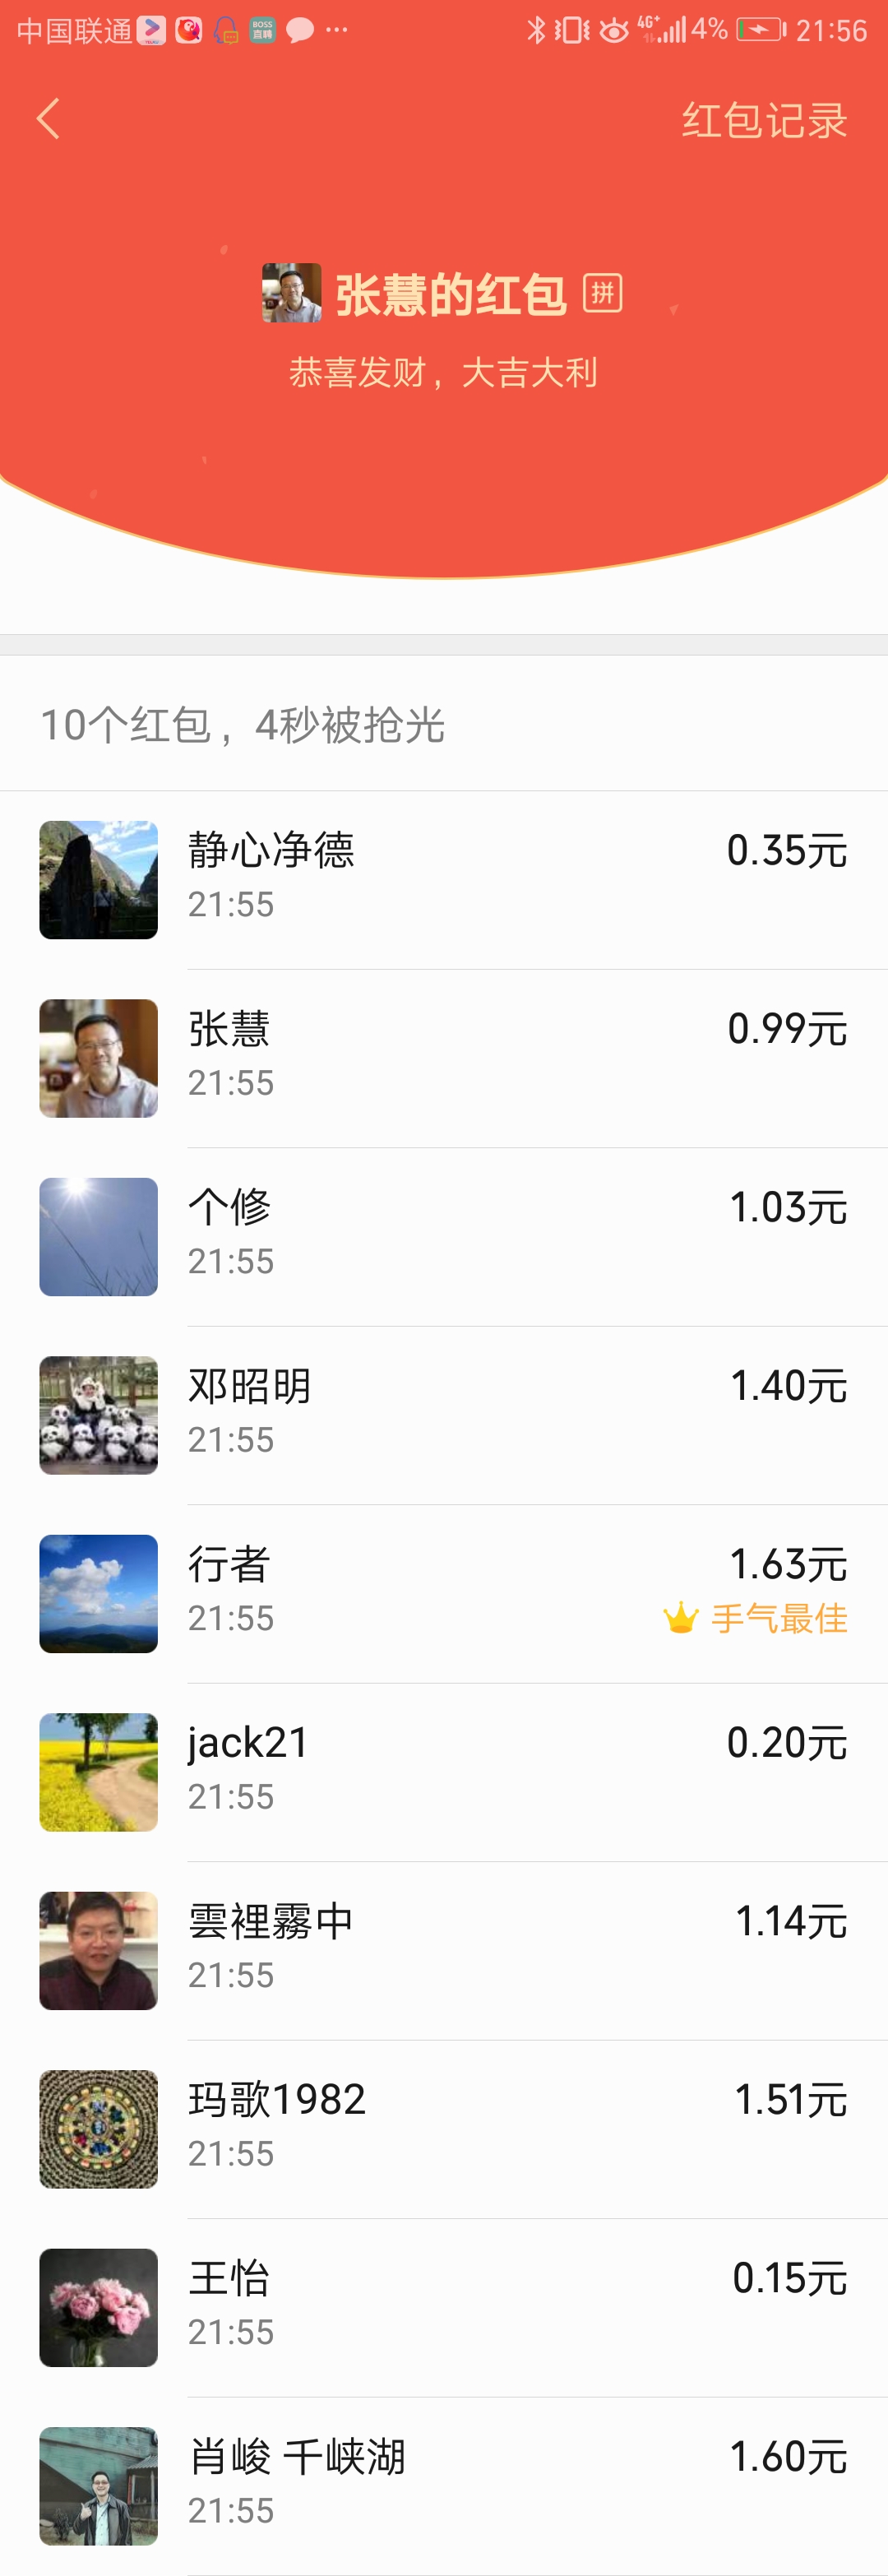 中国联通 BOSS直聘 ··· 4G+ 4% 21:56
红包记录
张慧的红包 拼
恭喜发财，大吉大利
10个红包，4秒被抢光
静心净德 0.35元
21:55
张慧 0.99元
21:55
个修 1.03元
21:55
邓昭明 1.40元
21:55
行者 1.63元
21:55 手气最佳
jack21 0.20元
21:55
雲裡霧中 1.14元
21:55
玛歌1982 1.51元
21:55
王怡 0.15元
21:55
肖峻 千峡湖 1.60元
21:55